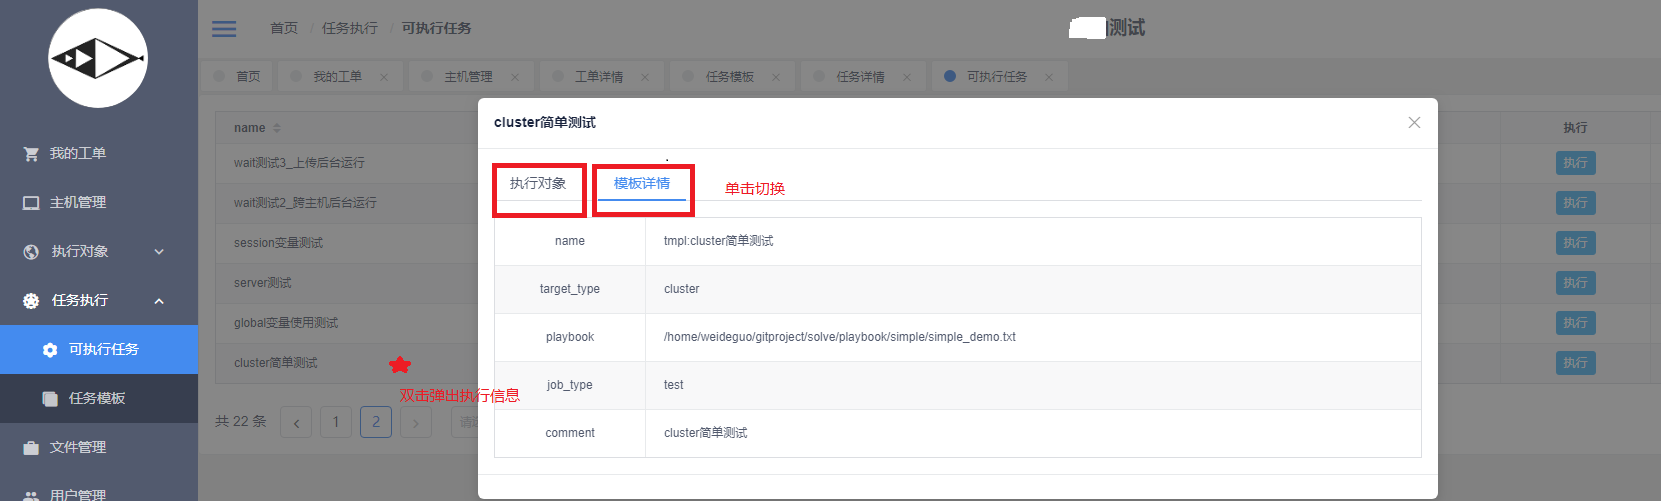 首页 / 任务执行 / 可执行任务
测试
首页 我的工单 × 主机管理 × 工单详情 × 任务模板 × 任务详情 × 可执行任务 ×
我的工单
主机管理
执行对象
任务执行
可执行任务
任务模板
文件管理
用户管理
name 执行
wait测试3_上传后台运行 执行
wait测试2_跨主机后台运行 执行
session变量测试 执行
server测试 执行
global变量使用测试 执行
cluster简单测试 执行
双击弹出执行信息
共 22 条 < 1 2 >
cluster简单测试 ×
执行对象 模板详情 单击切换
name tmpl:cluster简单测试
target_type cluster
playbook /home/weideguo/gitproject/solve/playbook/simple/simple_demo.txt
job_type test
comment cluster简单测试